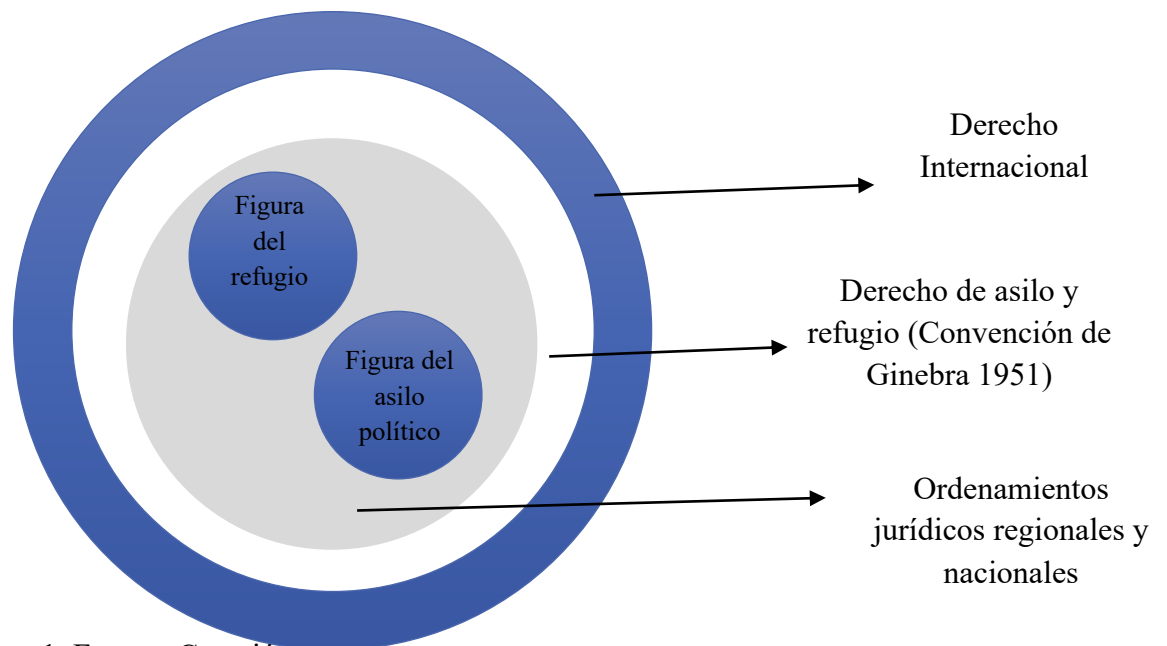 Derecho
Internacional
Figura
del
refugio
Derecho de asilo y
refugio (Convención de
Ginebra 1951)
Figura del
asilo
político
Ordenamientos
jurídicos regionales y
nacionales